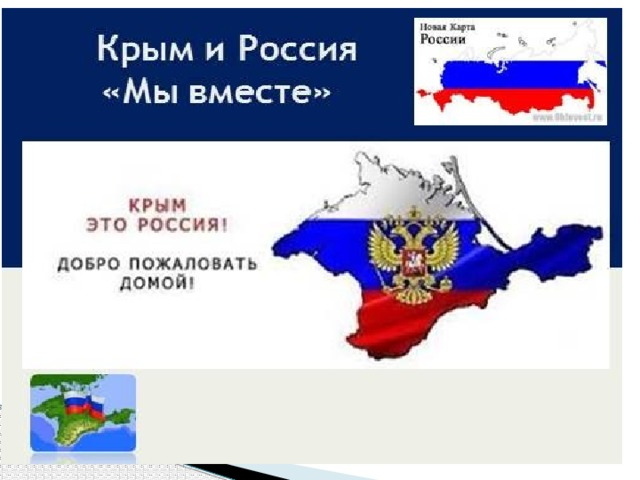 Крым и Россия
«Мы вместе»
Новая Карта
России
КРЫМ
ЭТО РОССИЯ!
ДОБРО ПОЖАЛОВАТЬ
ДОМОЙ!